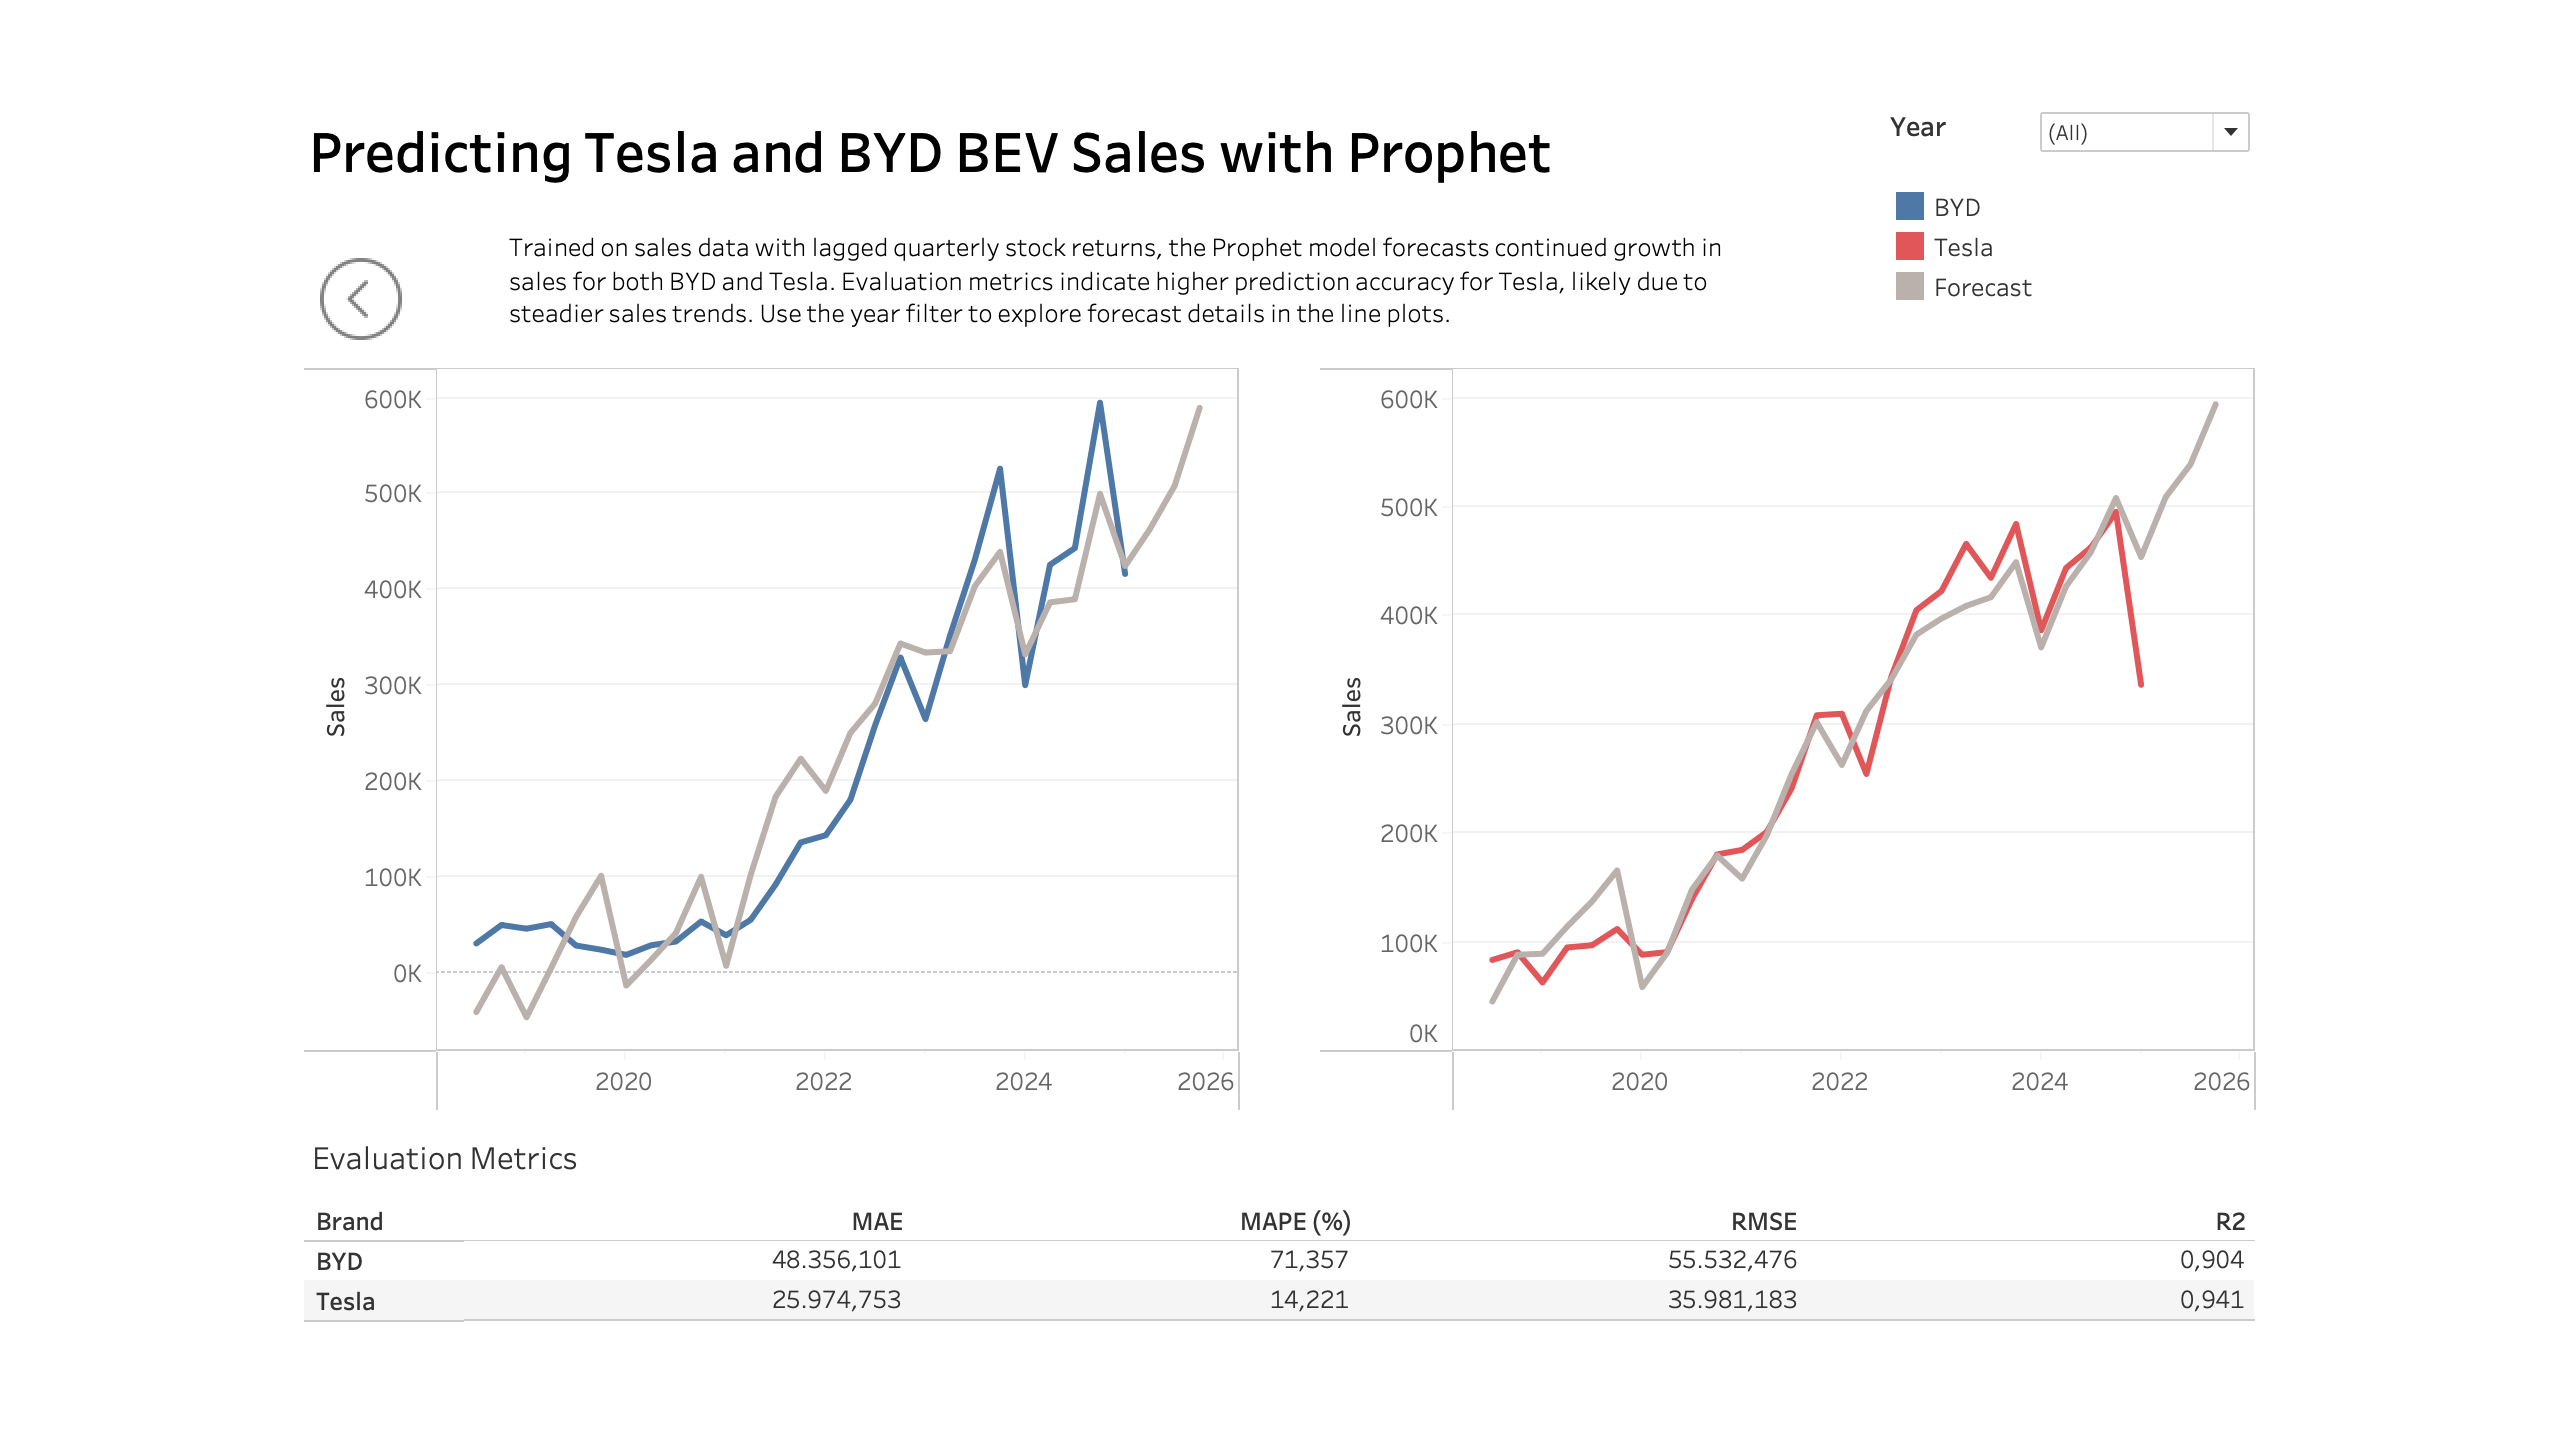 Predicting Tesla and BYD BEV Sales with Prophet
Year
(All)
BYD
Tesla
Forecast
Trained on sales data with lagged quarterly stock returns, the Prophet model forecasts continued growth in
sales for both BYD and Tesla. Evaluation metrics indicate higher prediction accuracy for Tesla, likely due to
steadier sales trends. Use the year filter to explore forecast details in the line plots.
Sales
600K
500K
400K
300K
200K
100K
0K
2020 2022 2024 2026
Sales
600K
500K
400K
300K
200K
100K
0K
2020 2022 2024 2026
Evaluation Metrics
Brand MAE MAPE (%) RMSE R2
BYD 48.356,101 71,357 55.532,476 0,904
Tesla 25.974,753 14,221 35.981,183 0,941